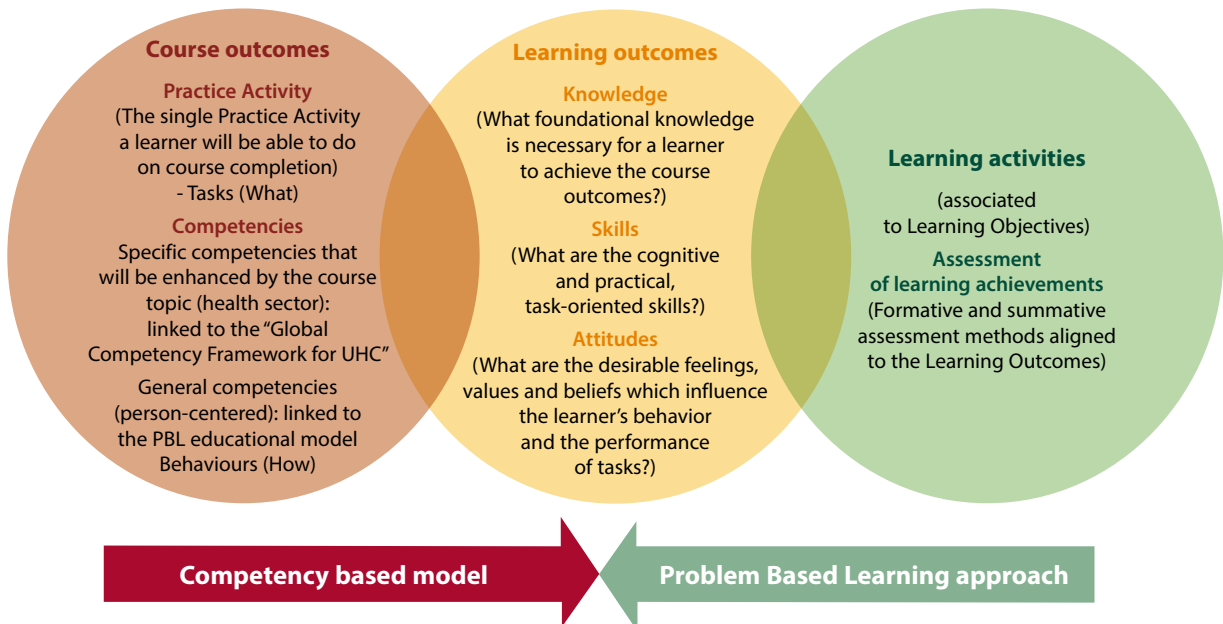 Course outcomes
Practice Activity
(The single Practice Activity
a learner will be able to do
on course completion)
- Tasks (What)
Competencies
Specific competencies that
will be enhanced by the course
topic (health sector):
linked to the “Global
Competency Framework for UHC”
General competencies
(person-centered): linked to
the PBL educational model
Behaviours (How)
Learning outcomes
Knowledge
(What foundational knowledge
is necessary for a learner
to achieve the course
outcomes?)
Skills
(What are the cognitive
and practical,
task-oriented skills?)
Attitudes
(What are the desirable feelings,
values and beliefs which influence
the learner’s behavior
and the performance
of tasks?)
Learning activities
(associated
to Learning Objectives)
Assessment
of learning achievements
(Formative and summative
assessment methods aligned
to the Learning Outcomes)
Competency based model
Problem Based Learning approach